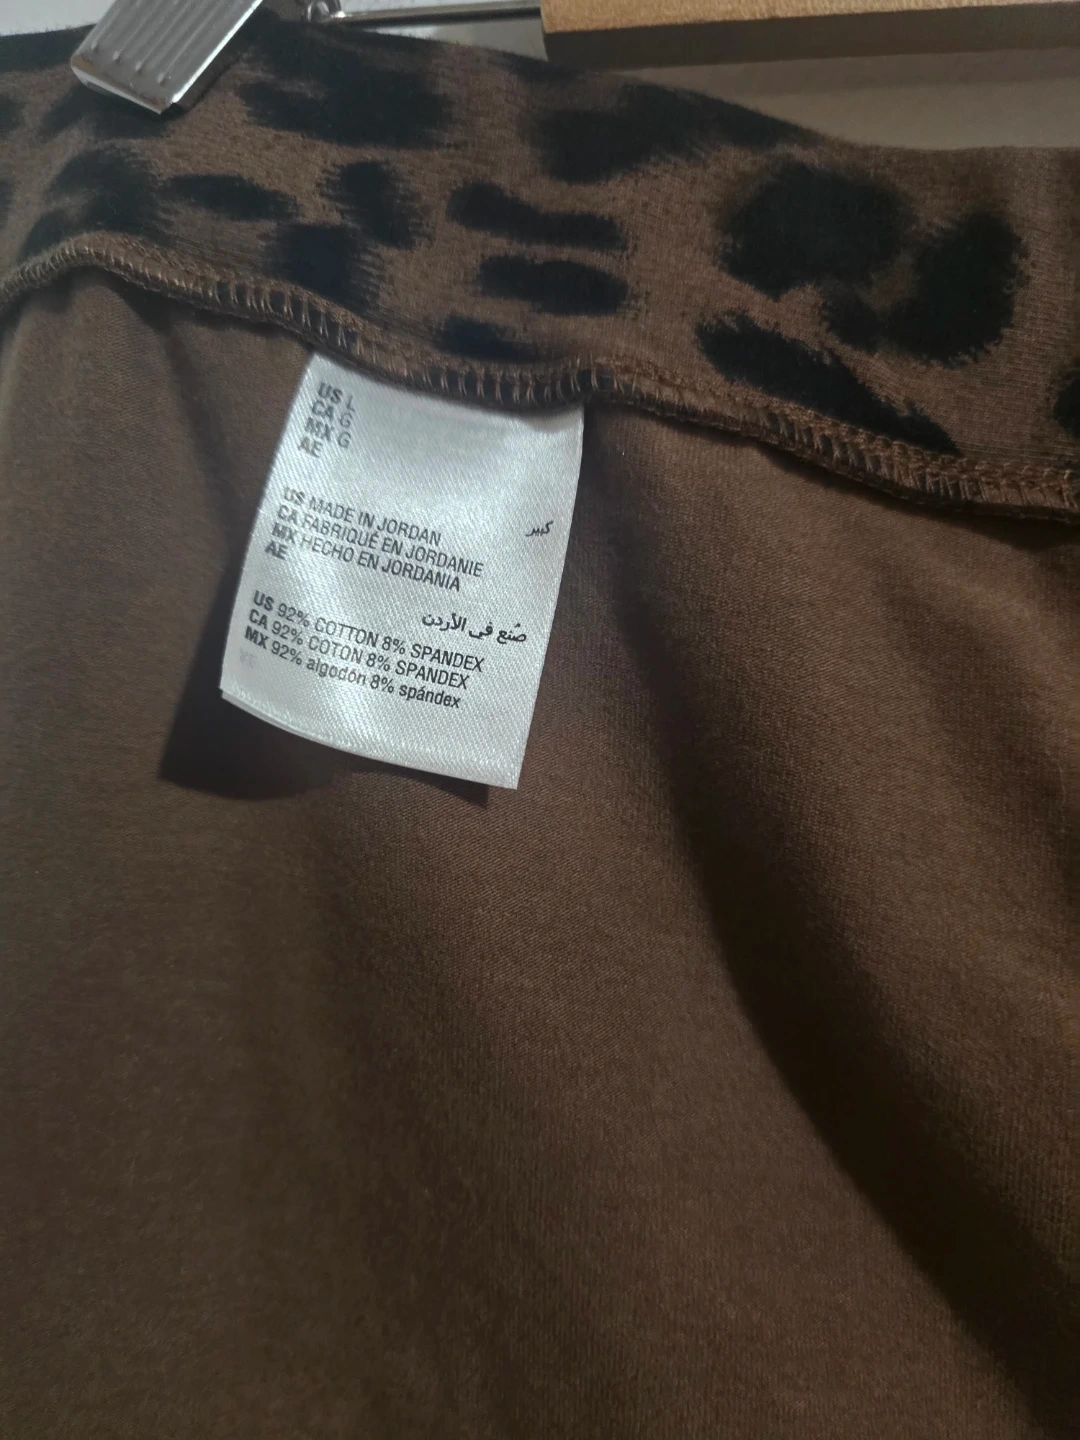 US L
CA G
MX G
AE
كبير
US MADE IN JORDAN
CA FABRIQUÉ EN JORDANIE
MX HECHO EN JORDANIA
AE
صُنع في الأردن
US 92% COTTON 8% SPANDEX
CA 92% COTON 8% SPANDEX
MX 92% algodón 8% spándex